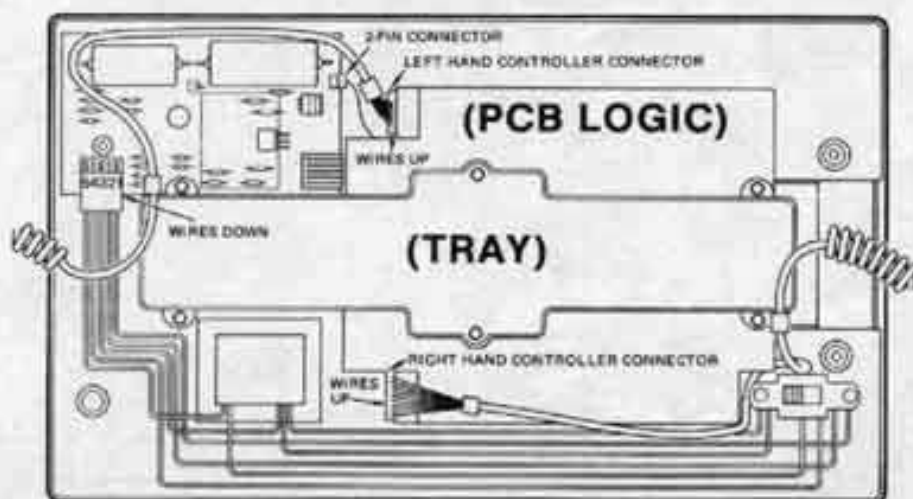 2-PIN CONNECTOR
LEFT HAND CONTROLLER CONNECTOR
(PCB LOGIC)
WIRES UP
54321
WIRES DOWN
(TRAY)
RIGHT HAND CONTROLLER CONNECTOR
WIRES
UP